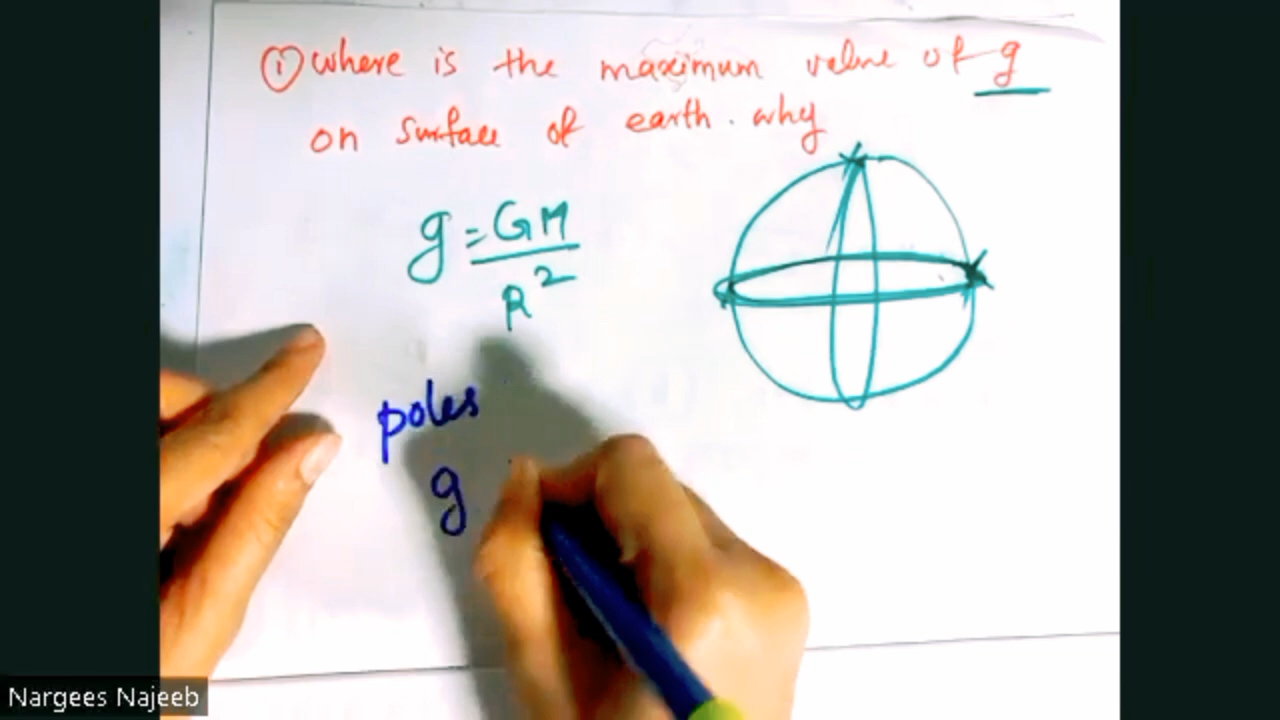 ① where is the maximum value of g
on surface of earth. why
g = GM
R²
poles
g
Nargees Najeeb